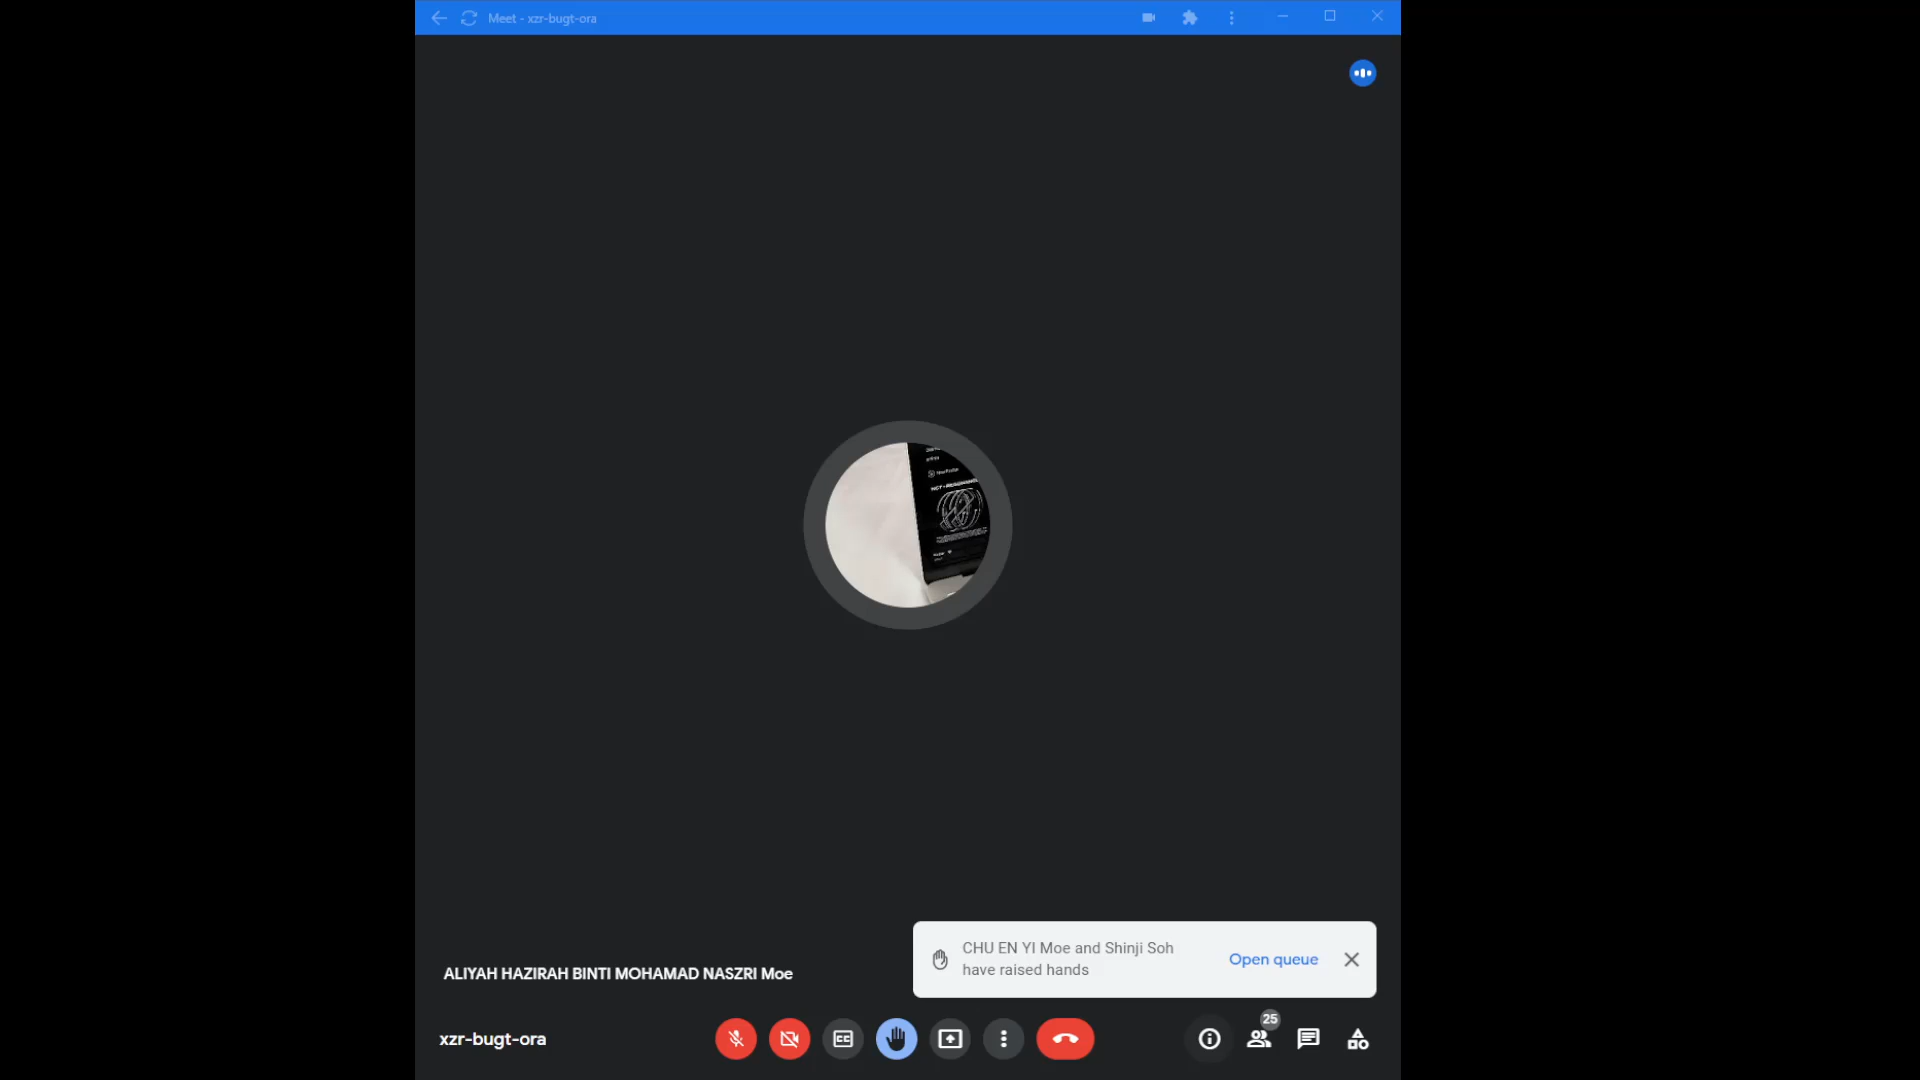 Meet - xzr-bugt-ora
CHU EN YI Moe and Shinji Soh
have raised hands
Open queue
ALIYAH HAZIRAH BINTI MOHAMAD NASZRI Moe
xzr-bugt-ora
25